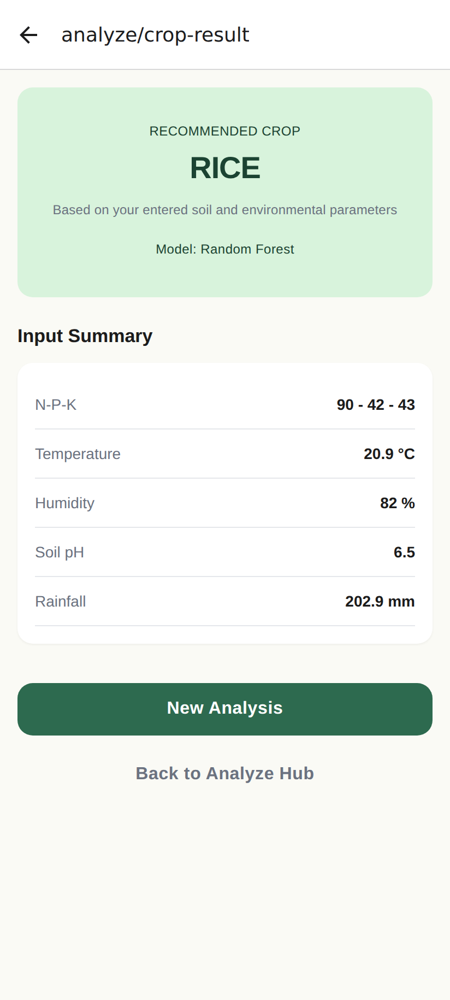 analyze/crop-result
RECOMMENDED CROP
RICE
Based on your entered soil and environmental parameters
Model: Random Forest
Input Summary
N-P-K 90 - 42 - 43
Temperature 20.9 °C
Humidity 82 %
Soil pH 6.5
Rainfall 202.9 mm
New Analysis
Back to Analyze Hub